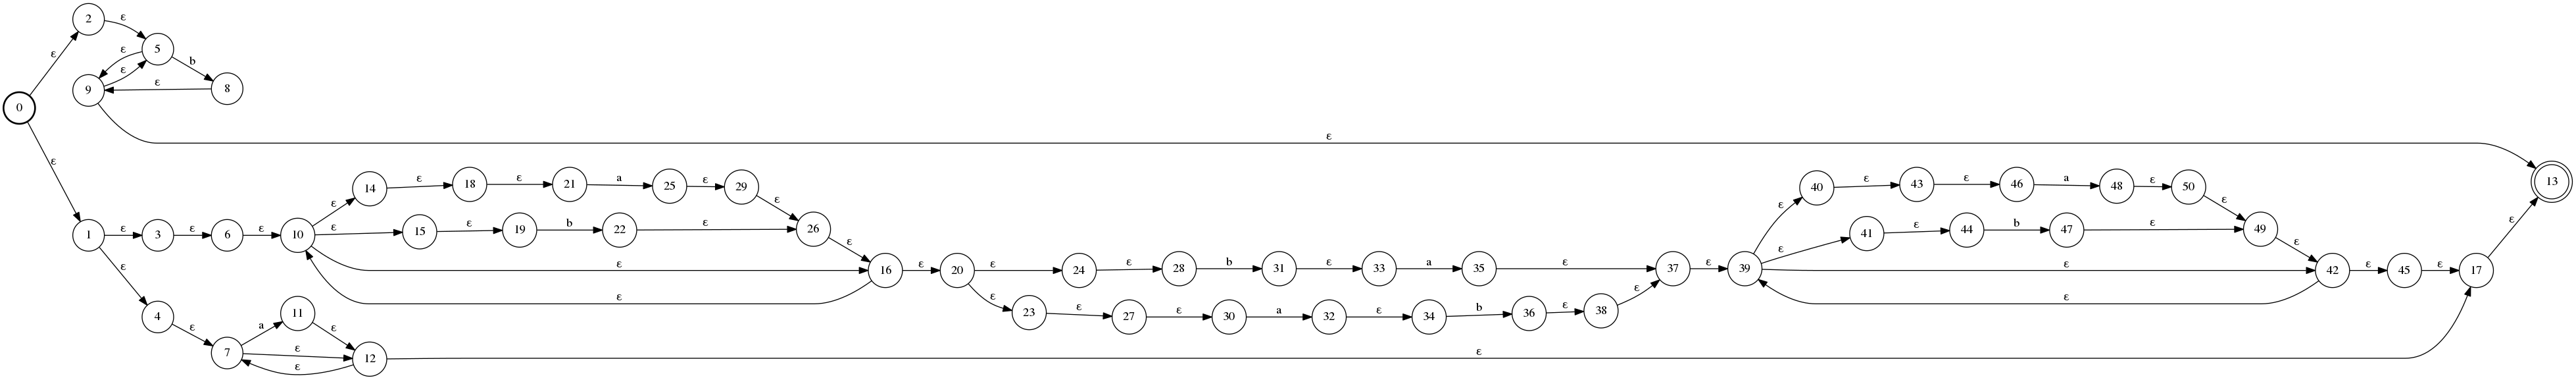 2 ε
ε 5
ε b
ε
9 ε 8
0
ε
ε
14 ε 18 ε 21 a 25 ε 29
40 ε 43 ε 46 a 48 ε 50
13
ε ε ε ε ε
1 ε 3 ε 6 ε 10 ε 15 ε 19 b 22 ε 26
ε 41 ε 44 b 47 ε 49
ε ε ε
ε 16 ε 20 ε 24 ε 28 b 31 ε 33 a 35 ε 37 ε 39 ε 42 ε 45 ε 17
ε ε
ε
4 ε 11 ε
23 ε 27 ε 30 a 32 ε 34 b 36 ε 38
a
7 ε 12 ε
ε